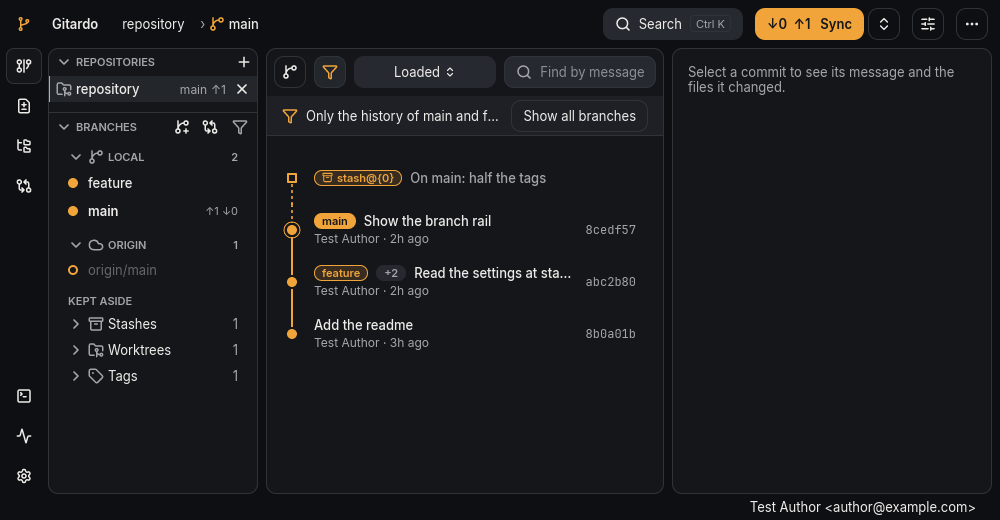 Gitardo
repository › main
Search Ctrl K
↓0 ↑1 Sync
REPOSITORIES
repository main ↑1
BRANCHES
LOCAL 2
feature
main ↑1 ↓0
ORIGIN 1
origin/main
KEPT ASIDE
Stashes 1
Worktrees 1
Tags 1
Loaded
Find by message
Only the history of main and f...
Show all branches
stash@{0} On main: half the tags
main Show the branch rail
Test Author · 2h ago 8cedf57
feature +2 Read the settings at sta...
Test Author · 2h ago abc2b80
Add the readme
Test Author · 3h ago 8b0a01b
Select a commit to see its message and the
files it changed.
Test Author <author@example.com>